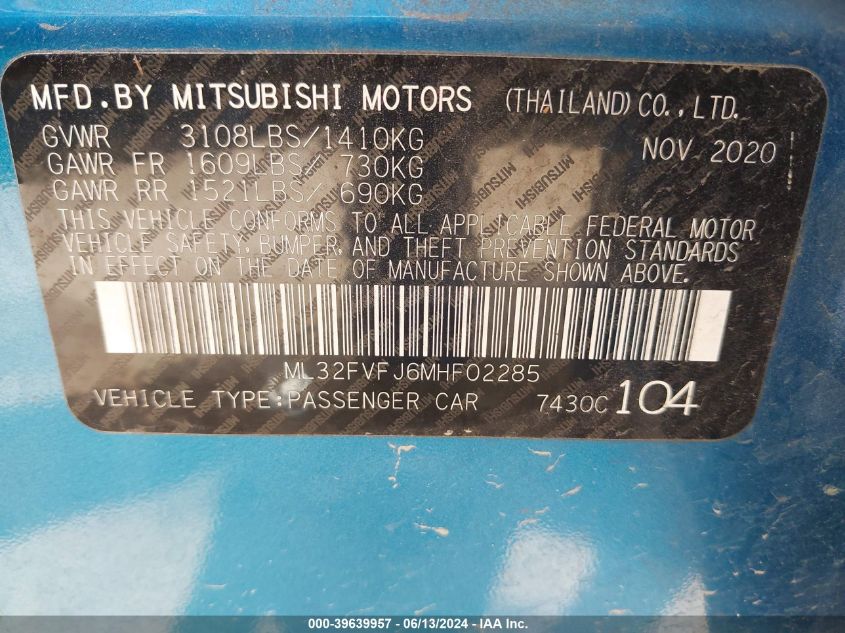 MFD.BY MITSUBISHI MOTORS (THAILAND) CO., LTD.
GVWR 3108LBS/1410KG NOV 2020
GAWR FR 1609LBS/ 730KG
GAWR RR 1521LBS/ 690KG
THIS VEHICLE CONFORMS TO ALL APPLICABLE FEDERAL MOTOR
VEHICLE SAFETY, BUMPER, AND THEFT PREVENTION STANDARDS
IN EFFECT ON THE DATE OF MANUFACTURE SHOWN ABOVE.
ML32FVFJ6MHF02285
VEHICLE TYPE:PASSENGER CAR 7430C 104
000-39639957 - 06/13/2024 - IAA Inc.